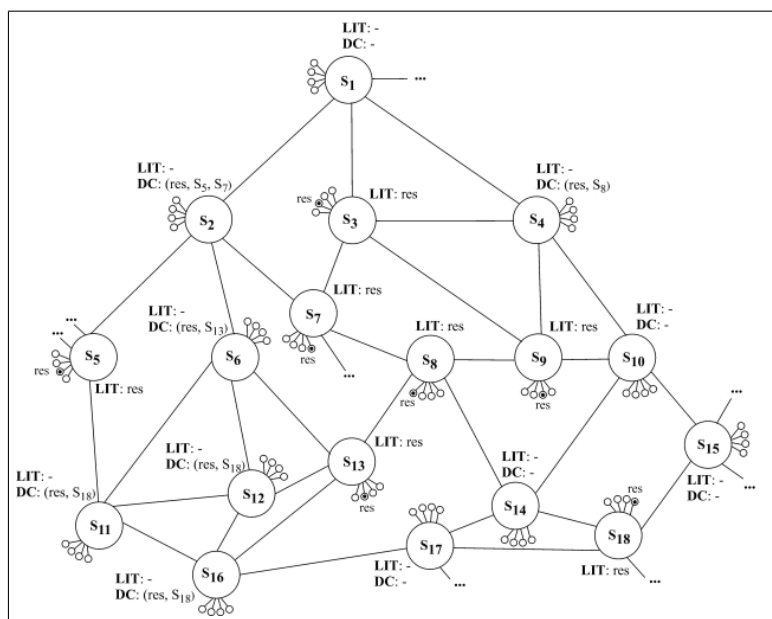 LIT: -
DC: -
S1
...
LIT: -
DC: (res, S5, S7)
LIT: -
DC: (res, S8)
res
LIT: res
S2
S3
S4
LIT: -
DC: (res, S13)
LIT: res
LIT: -
DC: -
...
...
S7
LIT: res
LIT: res
S5
S6
S8
S9
S10
res
res
...
LIT: res
res
res
...
LIT: res
S15
LIT: -
DC: (res, S18)
LIT: -
DC: -
S13
LIT: -
DC: (res, S18)
S12
res
LIT: -
DC: -
...
S14
res
S11
S17
S18
LIT: -
DC: (res, S18)
S16
LIT: -
DC: -
...
LIT: res
...